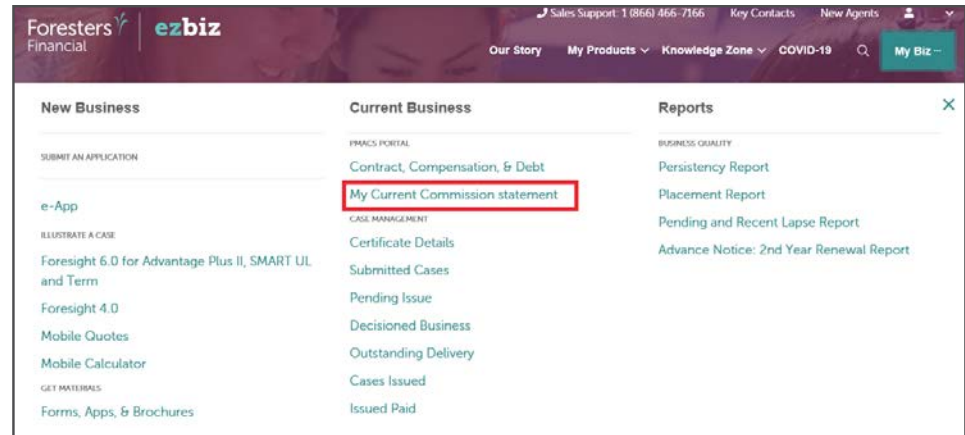 Sales Support: 1 (866) 466-7166 Key Contacts New Agents
Foresters
Financial
ezbiz
Our Story My Products Knowledge Zone COVID-19 My Biz
New Business
SUBMIT AN APPLICATION
e-App
ILLUSTRATE A CASE
Foresight 6.0 for Advantage Plus II, SMART UL
and Term
Foresight 4.0
Mobile Quotes
Mobile Calculator
GET MATERIALS
Forms, Apps, & Brochures
Current Business
PMACS PORTAL
Contract, Compensation, & Debt
My Current Commission statement
CASE MANAGEMENT
Certificate Details
Submitted Cases
Pending Issue
Decisioned Business
Outstanding Delivery
Cases Issued
Issued Paid
Reports
BUSINESS QUALITY
Persistency Report
Placement Report
Pending and Recent Lapse Report
Advance Notice: 2nd Year Renewal Report